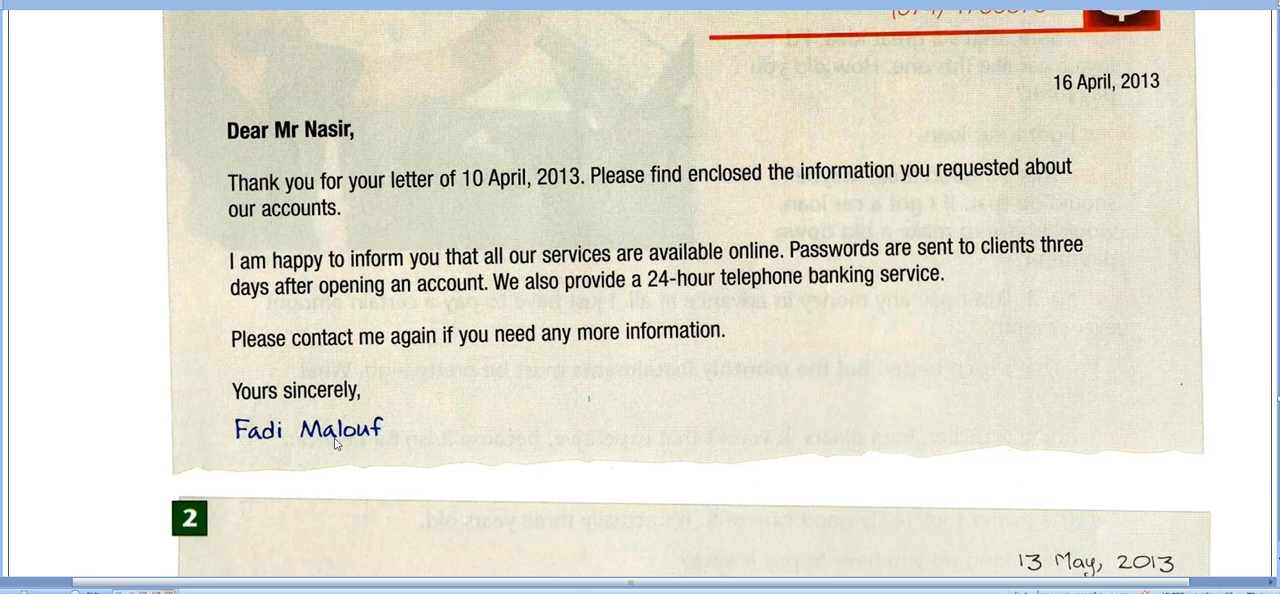 16 April, 2013
Dear Mr Nasir,
Thank you for your letter of 10 April, 2013. Please find enclosed the information you requested about
our accounts.
I am happy to inform you that all our services are available online. Passwords are sent to clients three
days after opening an account. We also provide a 24-hour telephone banking service.
Please contact me again if you need any more information.
Yours sincerely,
Fadi Malouf
2
13 May, 2013